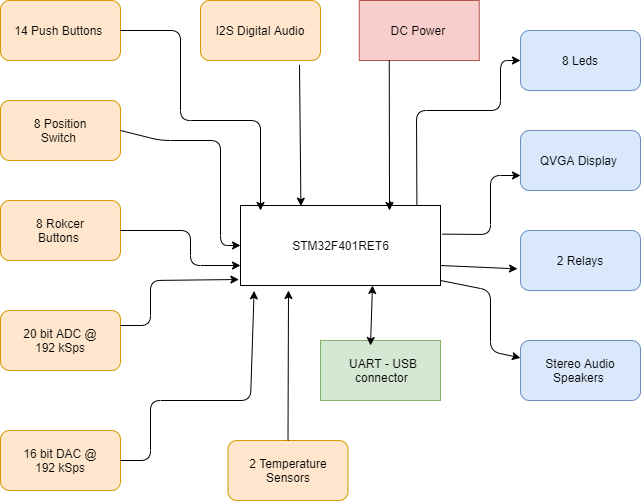 14 Push Buttons
I2S Digital Audio
DC Power
8 Leds
8 Position
Switch
QVGA Display
8 Rokcer
Buttons
STM32F401RET6
2 Relays
20 bit ADC @
192 kSps
UART - USB
connector
Stereo Audio
Speakers
16 bit DAC @
192 kSps
2 Temperature
Sensors